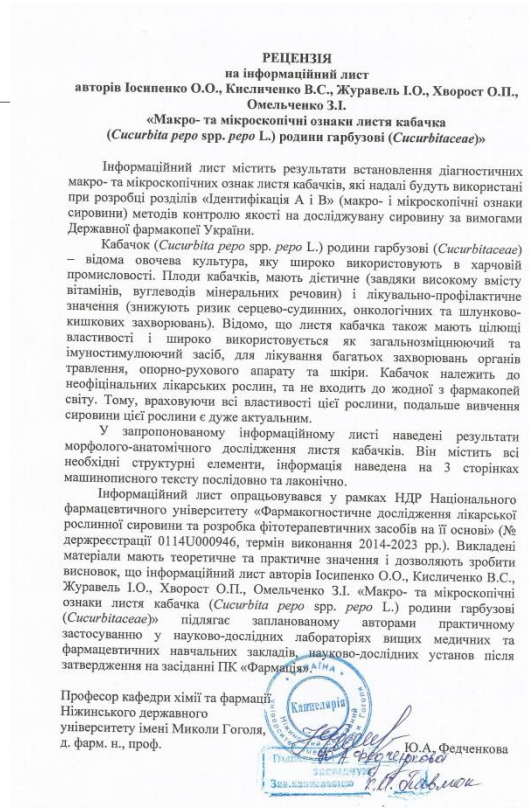 РЕЦЕНЗІЯ
на інформаційний лист
авторів Іосипенко О.О., Кисличенко В.С., Журавель І.О., Хворост О.П.,
Омельченко З.І.
«Макро- та мікроскопічні ознаки листя кабачка
(Cucurbita pepo spp. pepo L.) родини гарбузові (Cucurbitaceae)»
Інформаційний лист містить результати встановлення діагностичних
макро- та мікроскопічних ознак листя кабачків, які надалі будуть використані
при розробці розділів «Ідентифікація А і В» (макро- і мікроскопічні ознаки
сировини) методів контролю якості на досліджувану сировину за вимогами
Державної фармакопеї України.
Кабачок (Cucurbita pepo spp. pepo L.) родини гарбузові (Cucurbitaceae)
– відома овочева культура, яку широко використовують в харчовій
промисловості. Плоди кабачків, мають дієтичне (завдяки високому вмісту
вітамінів, вуглеводів мінеральних речовин) і лікувально-профілактичне
значення (знижують ризик серцево-судинних, онкологічних та шлунково-
кишкових захворювань). Відомо, що листя кабачка також мають цілющі
властивості і широко використовується як загальнозміцнюючий та
імуностимулюючий засіб, для лікування багатьох захворювань органів
травлення, опорно-рухового апарату та шкіри. Кабачок належить до
неофіцінальних лікарських рослин, та не входить до жодної з фармакопей
світу. Тому, враховуючи всі властивості цієї рослини, подальше вивчення
сировини цієї рослини є дуже актуальним.
У запропонованому інформаційному листі наведені результати
морфолого-анатомічного дослідження листя кабачків. Він містить всі
необхідні структурні елементи, інформація наведена на 3 сторінках
машинописного тексту послідовно та лаконічно.
Інформаційний лист опрацьовувався у рамках НДР Національного
фармацевтичного університету «Фармакогностичне дослідження лікарської
рослинної сировини та розробка фітотерапевтичних засобів на її основі» (№
держреєстрації 0114U000946, термін виконання 2014-2023 рр.). Викладені
матеріали мають теоретичне та практичне значення і дозволяють зробити
висновок, що інформаційний лист авторів Іосипенко О.О., Кисличенко В.С.,
Журавель І.О., Хворост О.П., Омельченко З.І. «Макро- та мікроскопічні
ознаки листя кабачка (Cucurbita pepo spp. pepo L.) родини гарбузові
(Cucurbitaceae)» підлягає запланованому авторами практичному
застосуванню у науково-дослідних лабораторіях вищих медичних та
фармацевтичних навчальних закладів, науково-дослідних установ після
затвердження на засіданні ПК «Фармація».
Професор кафедри хімії та фармації
Ніжинського державного
університету імені Миколи Гоголя,
д. фарм. н., проф.
Ю.А, Федченкова
УКРАЇНА
Канцелярія
засвідчую
Зав.канцелярією